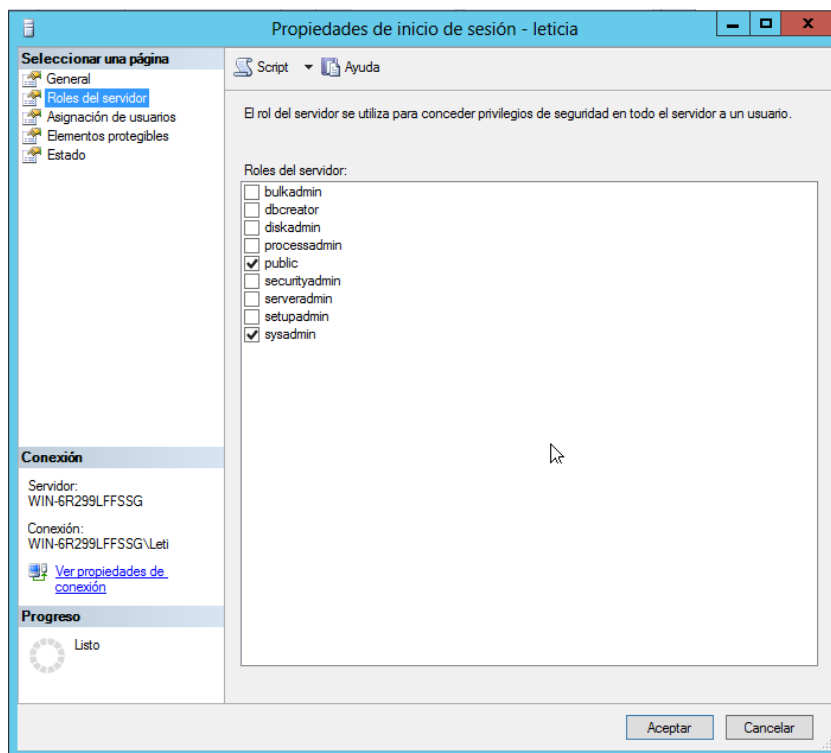 Propiedades de inicio de sesión - leticia
Seleccionar una página
General
Roles del servidor
Asignación de usuarios
Elementos protegibles
Estado
Script
Ayuda
El rol del servidor se utiliza para conceder privilegios de seguridad en todo el servidor a un usuario.
Roles del servidor:
bulkadmin
dbcreator
diskadmin
processadmin
public
securityadmin
serveradmin
setupadmin
sysadmin
Conexión
Servidor:
WIN-6R299LFFSSG
Conexión:
WIN-6R299LFFSSG\Leti
Ver propiedades de
conexión
Progreso
Listo
Aceptar
Cancelar